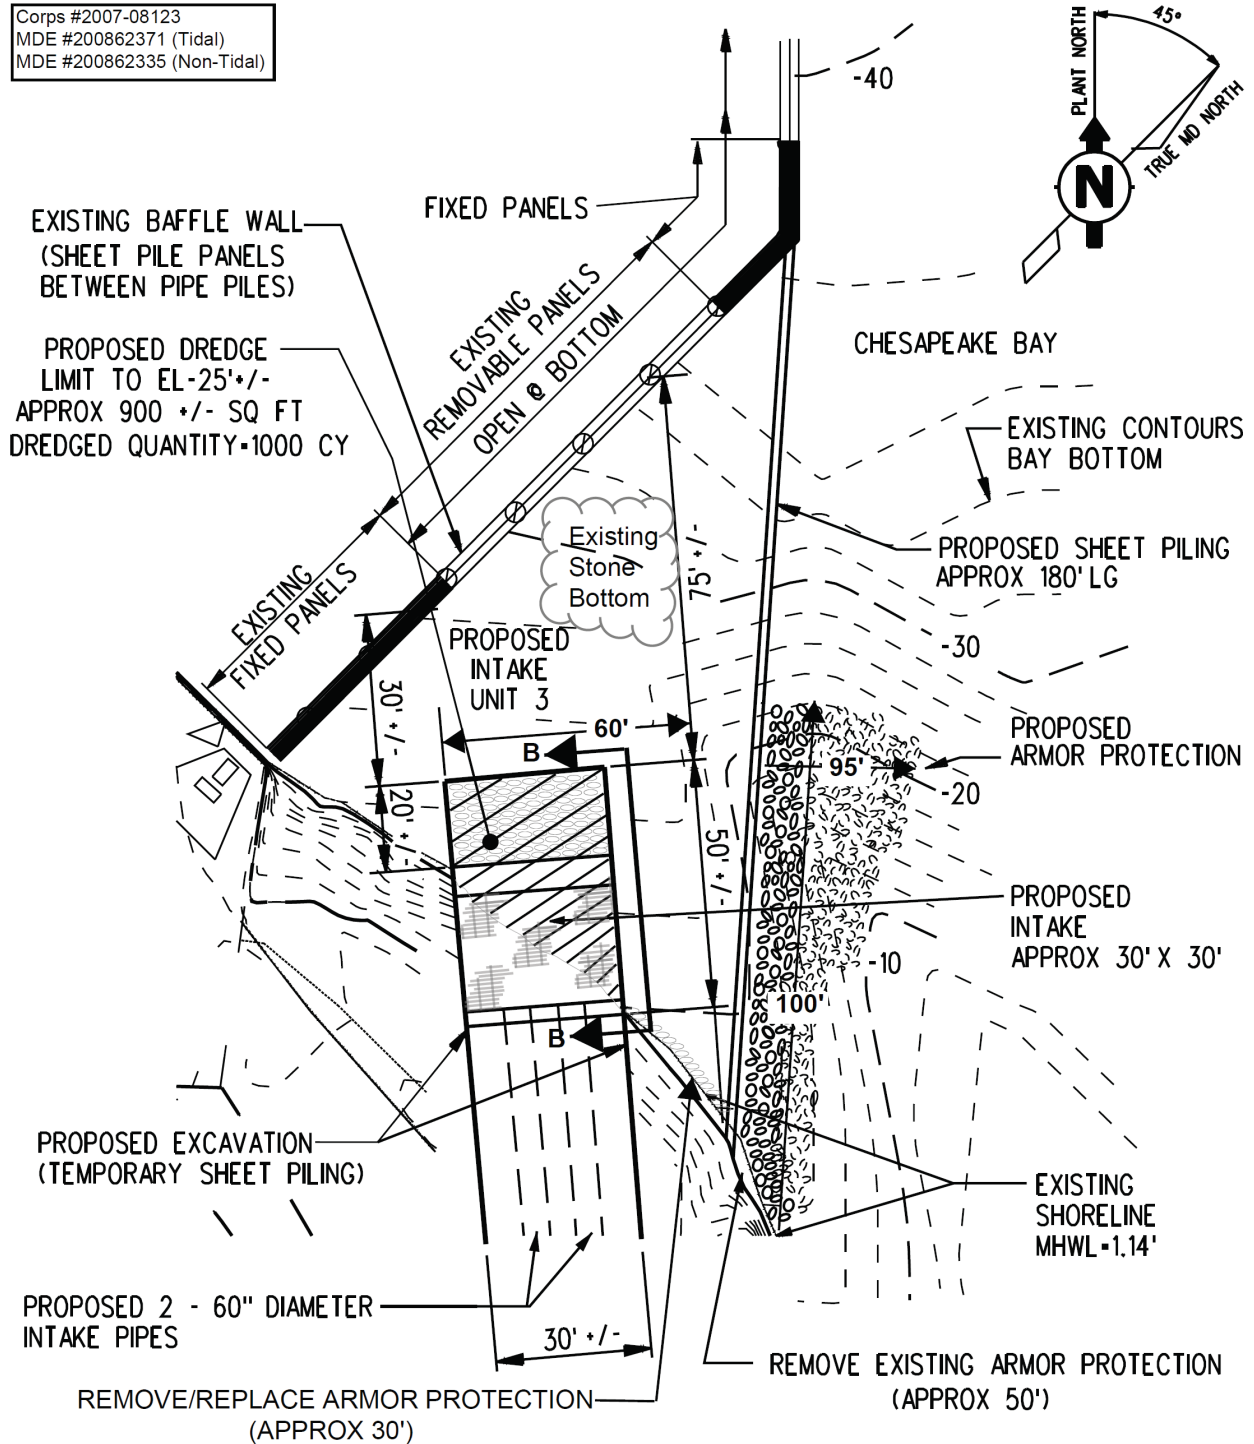 Corps #2007-08123
MDE #200862371 (Tidal)
MDE #200862335 (Non-Tidal)
-40
PLANT NORTH
45°
TRUE MD NORTH
N
FIXED PANELS
EXISTING BAFFLE WALL
(SHEET PILE PANELS
BETWEEN PIPE PILES)
PROPOSED DREDGE
LIMIT TO EL-25'+/-
APPROX 900 +/- SQ FT
DREDGED QUANTITY=1000 CY
EXISTING
REMOVABLE PANELS
OPEN @ BOTTOM
CHESAPEAKE BAY
EXISTING CONTOURS
BAY BOTTOM
Existing
Stone
Bottom
75' +/-
PROPOSED SHEET PILING
APPROX 180' LG
EXISTING
FIXED PANELS
PROPOSED
INTAKE
UNIT 3
-30
30' +/-
60'
B
PROPOSED
ARMOR PROTECTION
95'
-20
20' +/-
50' +/-
PROPOSED
INTAKE
APPROX 30' X 30'
-10
100'
B
PROPOSED EXCAVATION
(TEMPORARY SHEET PILING)
EXISTING
SHORELINE
MHWL=1.14'
PROPOSED 2 - 60" DIAMETER
INTAKE PIPES
30' +/-
REMOVE EXISTING ARMOR PROTECTION
(APPROX 50')
REMOVE/REPLACE ARMOR PROTECTION
(APPROX 30')